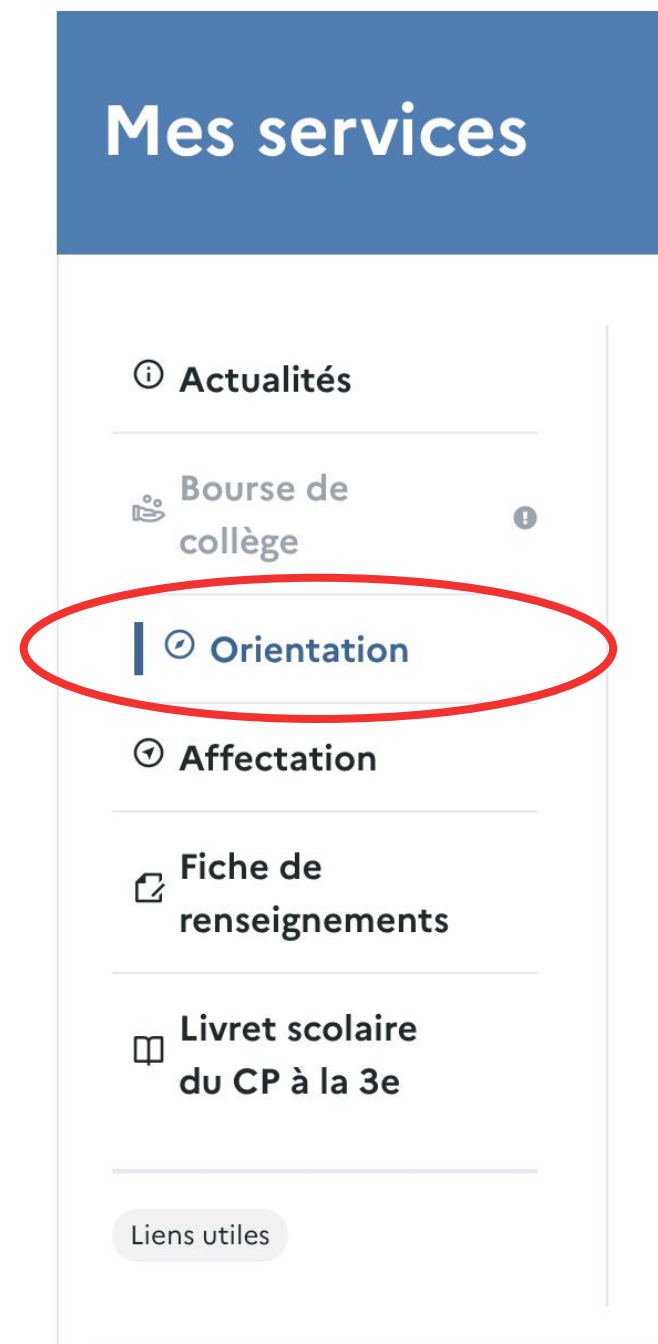 Mes services
Actualités
Bourse de
collège
Orientation
Affectation
Fiche de
renseignements
Livret scolaire
du CP à la 3e
Liens utiles